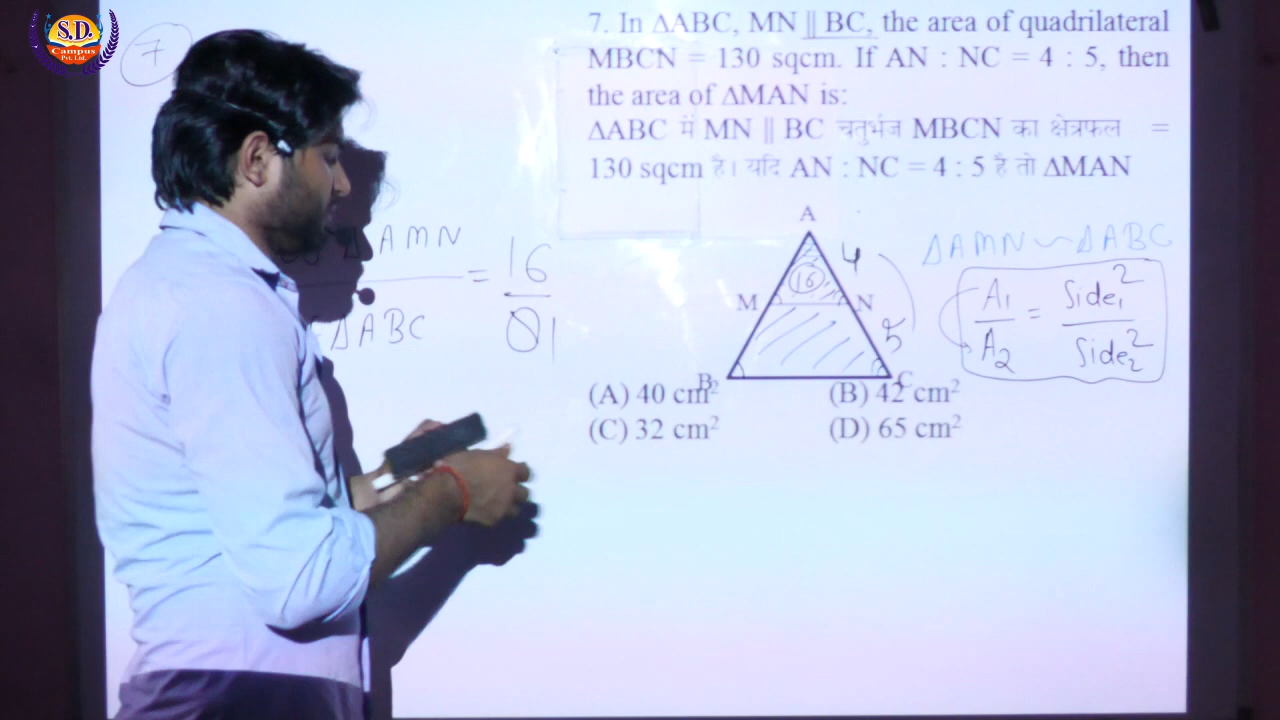 S.D.
Campus
Pvt. Ltd.
7
7. In ΔABC, MN || BC, the area of quadrilateral
MBCN = 130 sqcm. If AN : NC = 4 : 5, then
the area of ΔMAN is:
ΔABC में MN || BC चतुर्भुज MBCN का क्षेत्रफल =
130 sqcm है। यदि AN : NC = 4 : 5 है तो ΔMAN
Δ AMN = 16
ΔABC 81
A
4
16
M N
5
B C
ΔAMN ~ ΔABC
A₁ = Side₁²
A₂ Side₂²
(A) 40 cm² (B) 42 cm²
(C) 32 cm² (D) 65 cm²